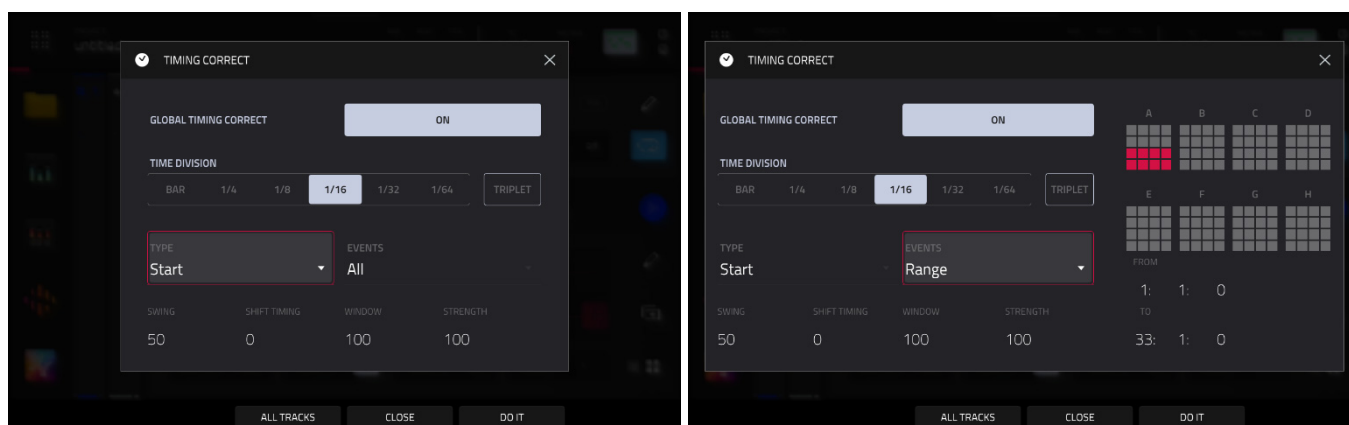 TIMING CORRECT
GLOBAL TIMING CORRECT ON
TIME DIVISION
BAR 1/4 1/8 1/16 1/32 1/64 TRIPLET
TYPE EVENTS
Start All
SWING SHIFT TIMING WINDOW STRENGTH
50 0 100 100
ALL TRACKS CLOSE DO IT
TIMING CORRECT
GLOBAL TIMING CORRECT ON
TIME DIVISION
BAR 1/4 1/8 1/16 1/32 1/64 TRIPLET
TYPE EVENTS
Start Range
SWING SHIFT TIMING WINDOW STRENGTH
50 0 100 100
A B C D
E F G H
FROM
1: 1: 0
TO
33: 1: 0
ALL TRACKS CLOSE DO IT